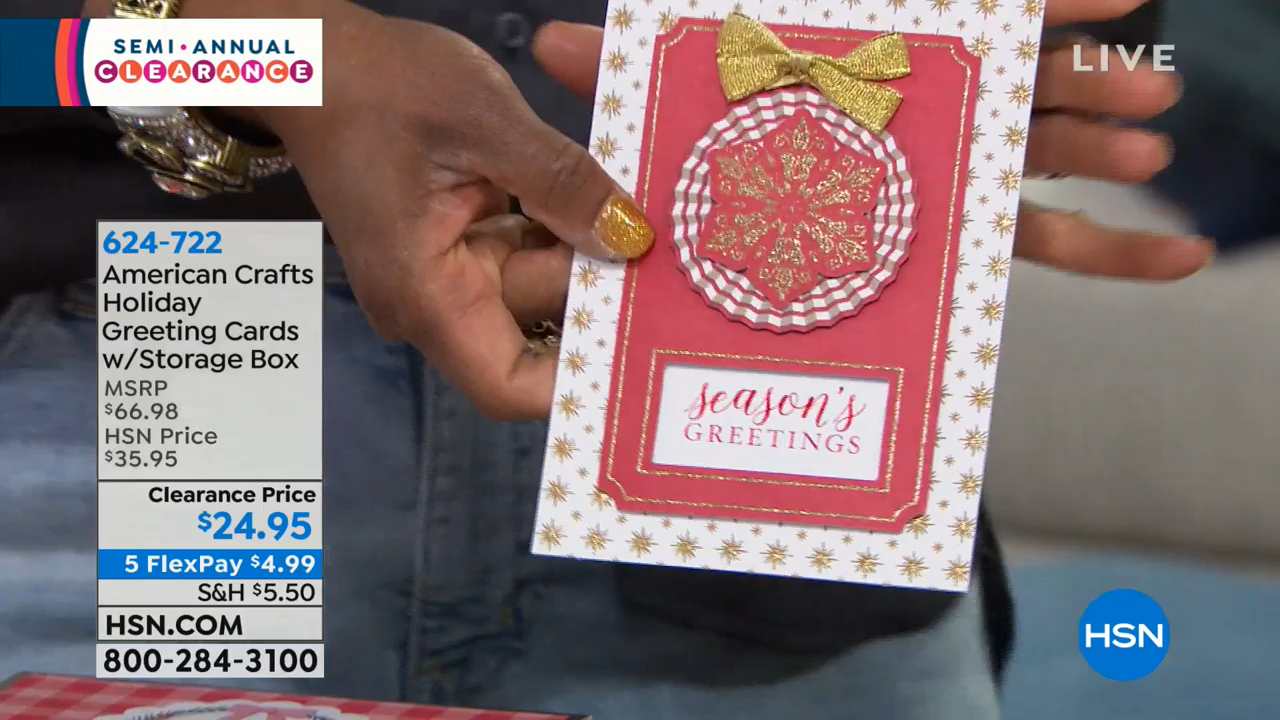 SEMI•ANNUAL
CLEARANCE
LIVE
624-722
American Crafts
Holiday
Greeting Cards
w/Storage Box
MSRP
$66.98
HSN Price
$35.95
Clearance Price
$24.95
5 FlexPay $4.99
S&H $5.50
HSN.COM
800-284-3100
season's
GREETINGS
HSN